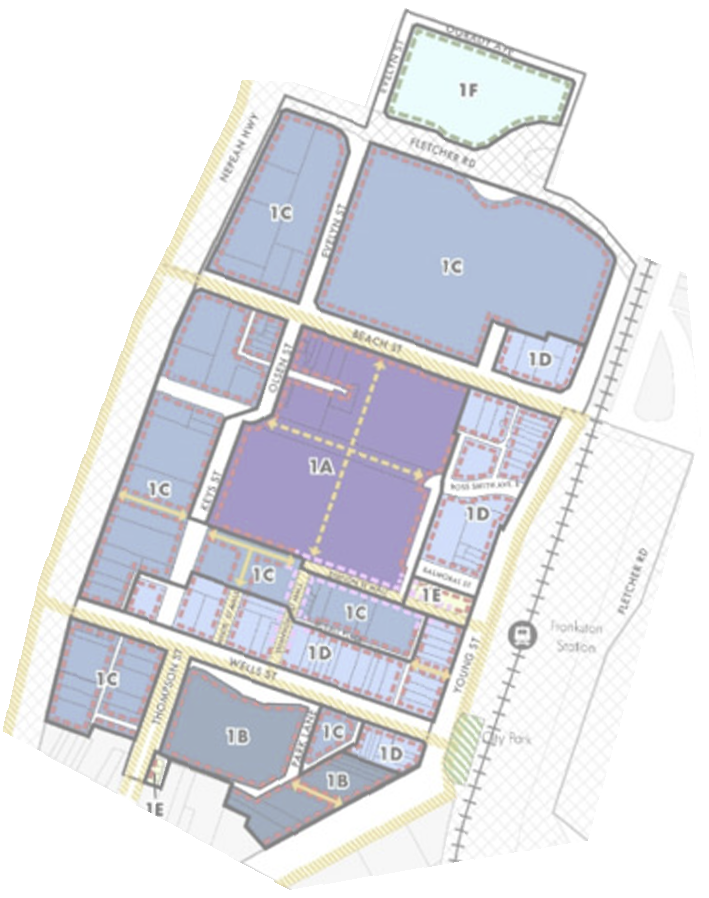 OGRADY AVE
EVELYN ST
1F
FLETCHER RD
NEPEAN HWY
1C
EVELYN ST
1C
BEACH ST
1D
OLSEN ST
1A
1C
KEYS ST
ROSS SMITH AVE E
1D
BALMORAL ST
1C
1E
1C
FLETCHER RD
Frankston
Station
1D
WELLS ST
YOUNG ST
1C
THOMPSON ST
1B
PARK LANE
1C
1D
City Park
1B
1E